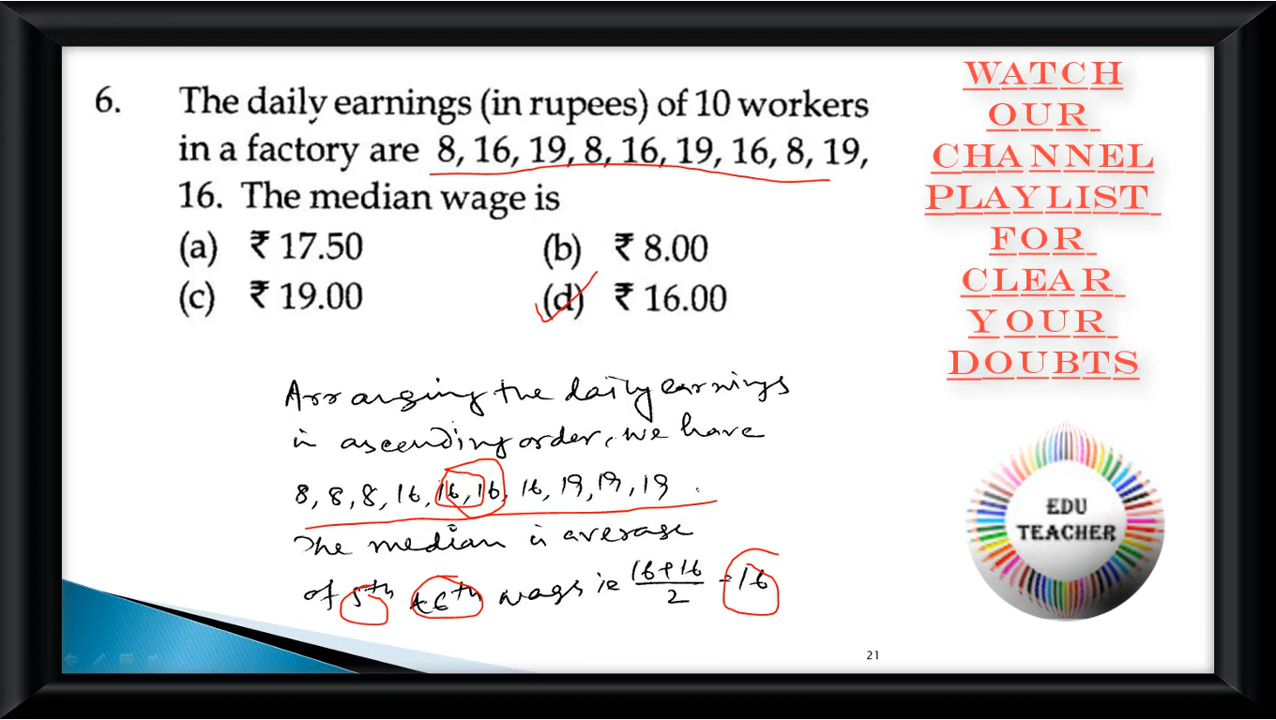 6. The daily earnings (in rupees) of 10 workers
in a factory are 8, 16, 19, 8, 16, 19, 16, 8, 19,
16. The median wage is
(a) ₹ 17.50 (b) ₹ 8.00
(c) ₹ 19.00 (d) ₹ 16.00
Arranging the daily earnings
in ascending order, we have
8, 8, 8, 16, 16, 16, 16, 19, 19, 19
The median is average
of 5th & 6th wages ie (16+16)/2 = 16
WATCH
OUR
CHANNEL
PLAYLIST
FOR
CLEAR
YOUR
DOUBTS
EDU
TEACHER
21